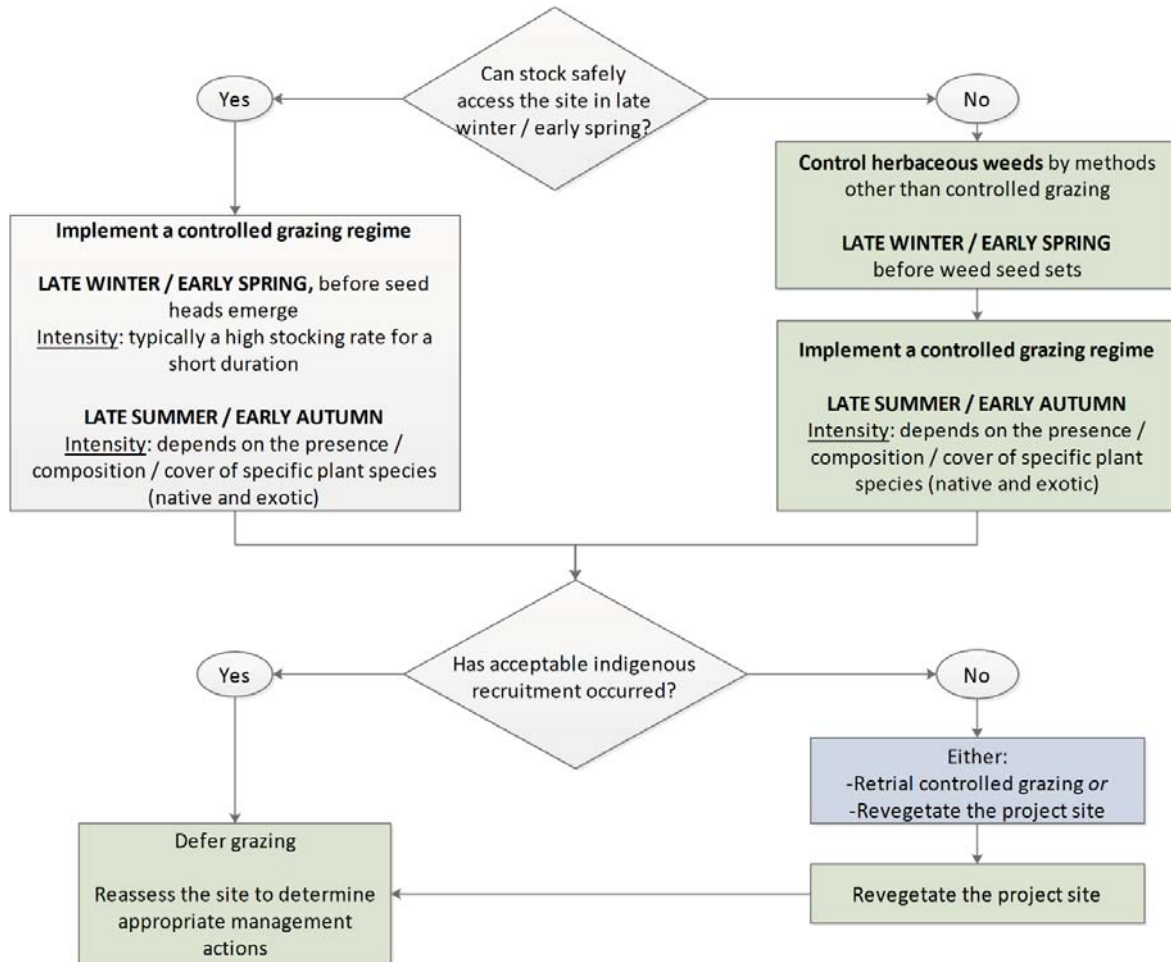 Can stock safely
access the site in late
winter / early spring?
Yes
No
Control herbaceous weeds by methods
other than controlled grazing
LATE WINTER / EARLY SPRING
before weed seed sets
Implement a controlled grazing regime
LATE WINTER / EARLY SPRING, before seed
heads emerge
Intensity: typically a high stocking rate for a
short duration
LATE SUMMER / EARLY AUTUMN
Intensity: depends on the presence /
composition / cover of specific plant species
(native and exotic)
Implement a controlled grazing regime
LATE SUMMER / EARLY AUTUMN
Intensity: depends on the presence /
composition / cover of specific plant
species (native and exotic)
Has acceptable indigenous
recruitment occurred?
Yes
No
Either:
-Retrial controlled grazing or
-Revegetate the project site
Defer grazing
Reassess the site to determine
appropriate management
actions
Revegetate the project site